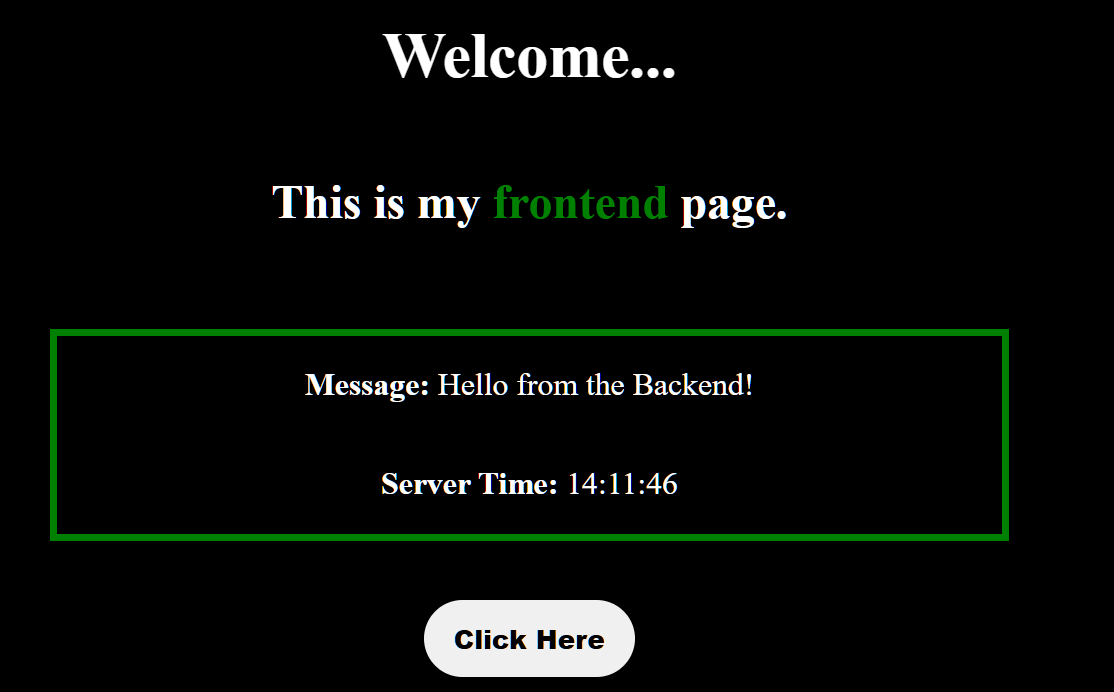 Welcome...
This is my frontend page.
Message: Hello from the Backend!
Server Time: 14:11:46
Click Here